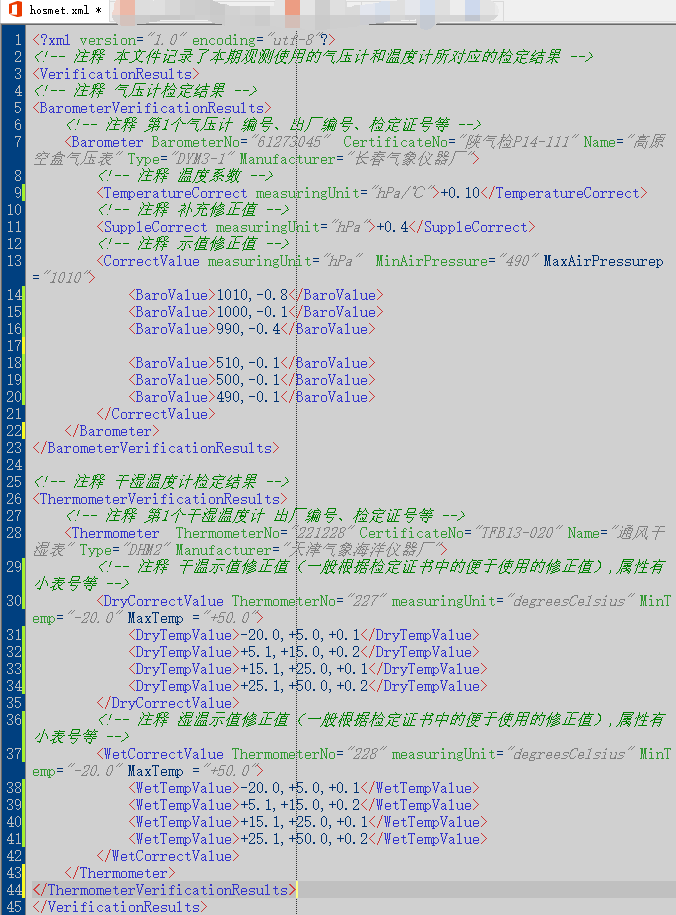 hosmet.xml *
1 <?xml version="1.0" encoding="utf-8"?>
2 <!-- 注释 本文件记录了本期观侧使用的气压计和温度计所对应的检定结果 -->
3 <VerificationResults>
4 <!-- 注释 气压计检定结果 -->
5 <BarometerVerificationResults>
6 <!-- 注释 第1个气压计 编号、出厂编号、检定证号等 -->
7 <Barometer BarometerNo="61273045" CertificateNo="陕气检P14-111" Name="高原
空盒气压表" Type="DYM3-1" Manufacturer="长春气象仪器厂">
8 <!-- 注释 温度系数 -->
9 <TemperatureCorrect measuringUnit="hPa/℃">+0.10</TemperatureCorrect>
10 <!-- 注释 补充修正值 -->
11 <SuppleCorrect measuringUnit="hPa">+0.4</SuppleCorrect>
12 <!-- 注释 示值修正值 -->
13 <CorrectValue measuringUnit="hPa" MinAirPressure="490" MaxAirPressurep
="1010">
14 <BaroValue>1010,-0.8</BaroValue>
15 <BaroValue>1000,-0.1</BaroValue>
16 <BaroValue>990,-0.4</BaroValue>
17
18 <BaroValue>510,-0.1</BaroValue>
19 <BaroValue>500,-0.1</BaroValue>
20 <BaroValue>490,-0.1</BaroValue>
21 </CorrectValue>
22 </Barometer>
23 </BarometerVerificationResults>
24
25 <!-- 注释 干湿温度计检定结果 -->
26 <ThermometerVerificationResults>
27 <!-- 注释 第1个干湿温度计 出厂编号、检定证号等 -->
28 <Thermometer ThermometerNo="221228" CertificateNo="TFB13-020" Name="通风干
湿表" Type="DHM2" Manufacturer="天津气象海洋仪器厂">
29 <!-- 注释 干温示值修正值（一般根据检定证书中的便于使用的修正值）,属性有
小表号等 -->
30 <DryCorrectValue ThermometerNo="227" measuringUnit="degreesCelsius" MinT
emp="-20.0" MaxTemp ="+50.0">
31 <DryTempValue>-20.0,+5.0,+0.1</DryTempValue>
32 <DryTempValue>+5.1,+15.0,+0.2</DryTempValue>
33 <DryTempValue>+15.1,+25.0,+0.1</DryTempValue>
34 <DryTempValue>+25.1,+50.0,+0.2</DryTempValue>
35 </DryCorrectValue>
36 <!-- 注释 湿温示值修正值（一般根据检定证书中的便于使用的修正值）,属性有
小表号等 -->
37 <WetCorrectValue ThermometerNo="228" measuringUnit="degreesCelsius" MinT
emp="-20.0" MaxTemp ="+50.0">
38 <WetTempValue>-20.0,+5.0,+0.1</WetTempValue>
39 <WetTempValue>+5.1,+15.0,+0.2</WetTempValue>
40 <WetTempValue>+15.1,+25.0,+0.1</WetTempValue>
41 <WetTempValue>+25.1,+50.0,+0.2</WetTempValue>
42 </WetCorrectValue>
43 </Thermometer>
44 </ThermometerVerificationResults>
45 </VerificationResults>